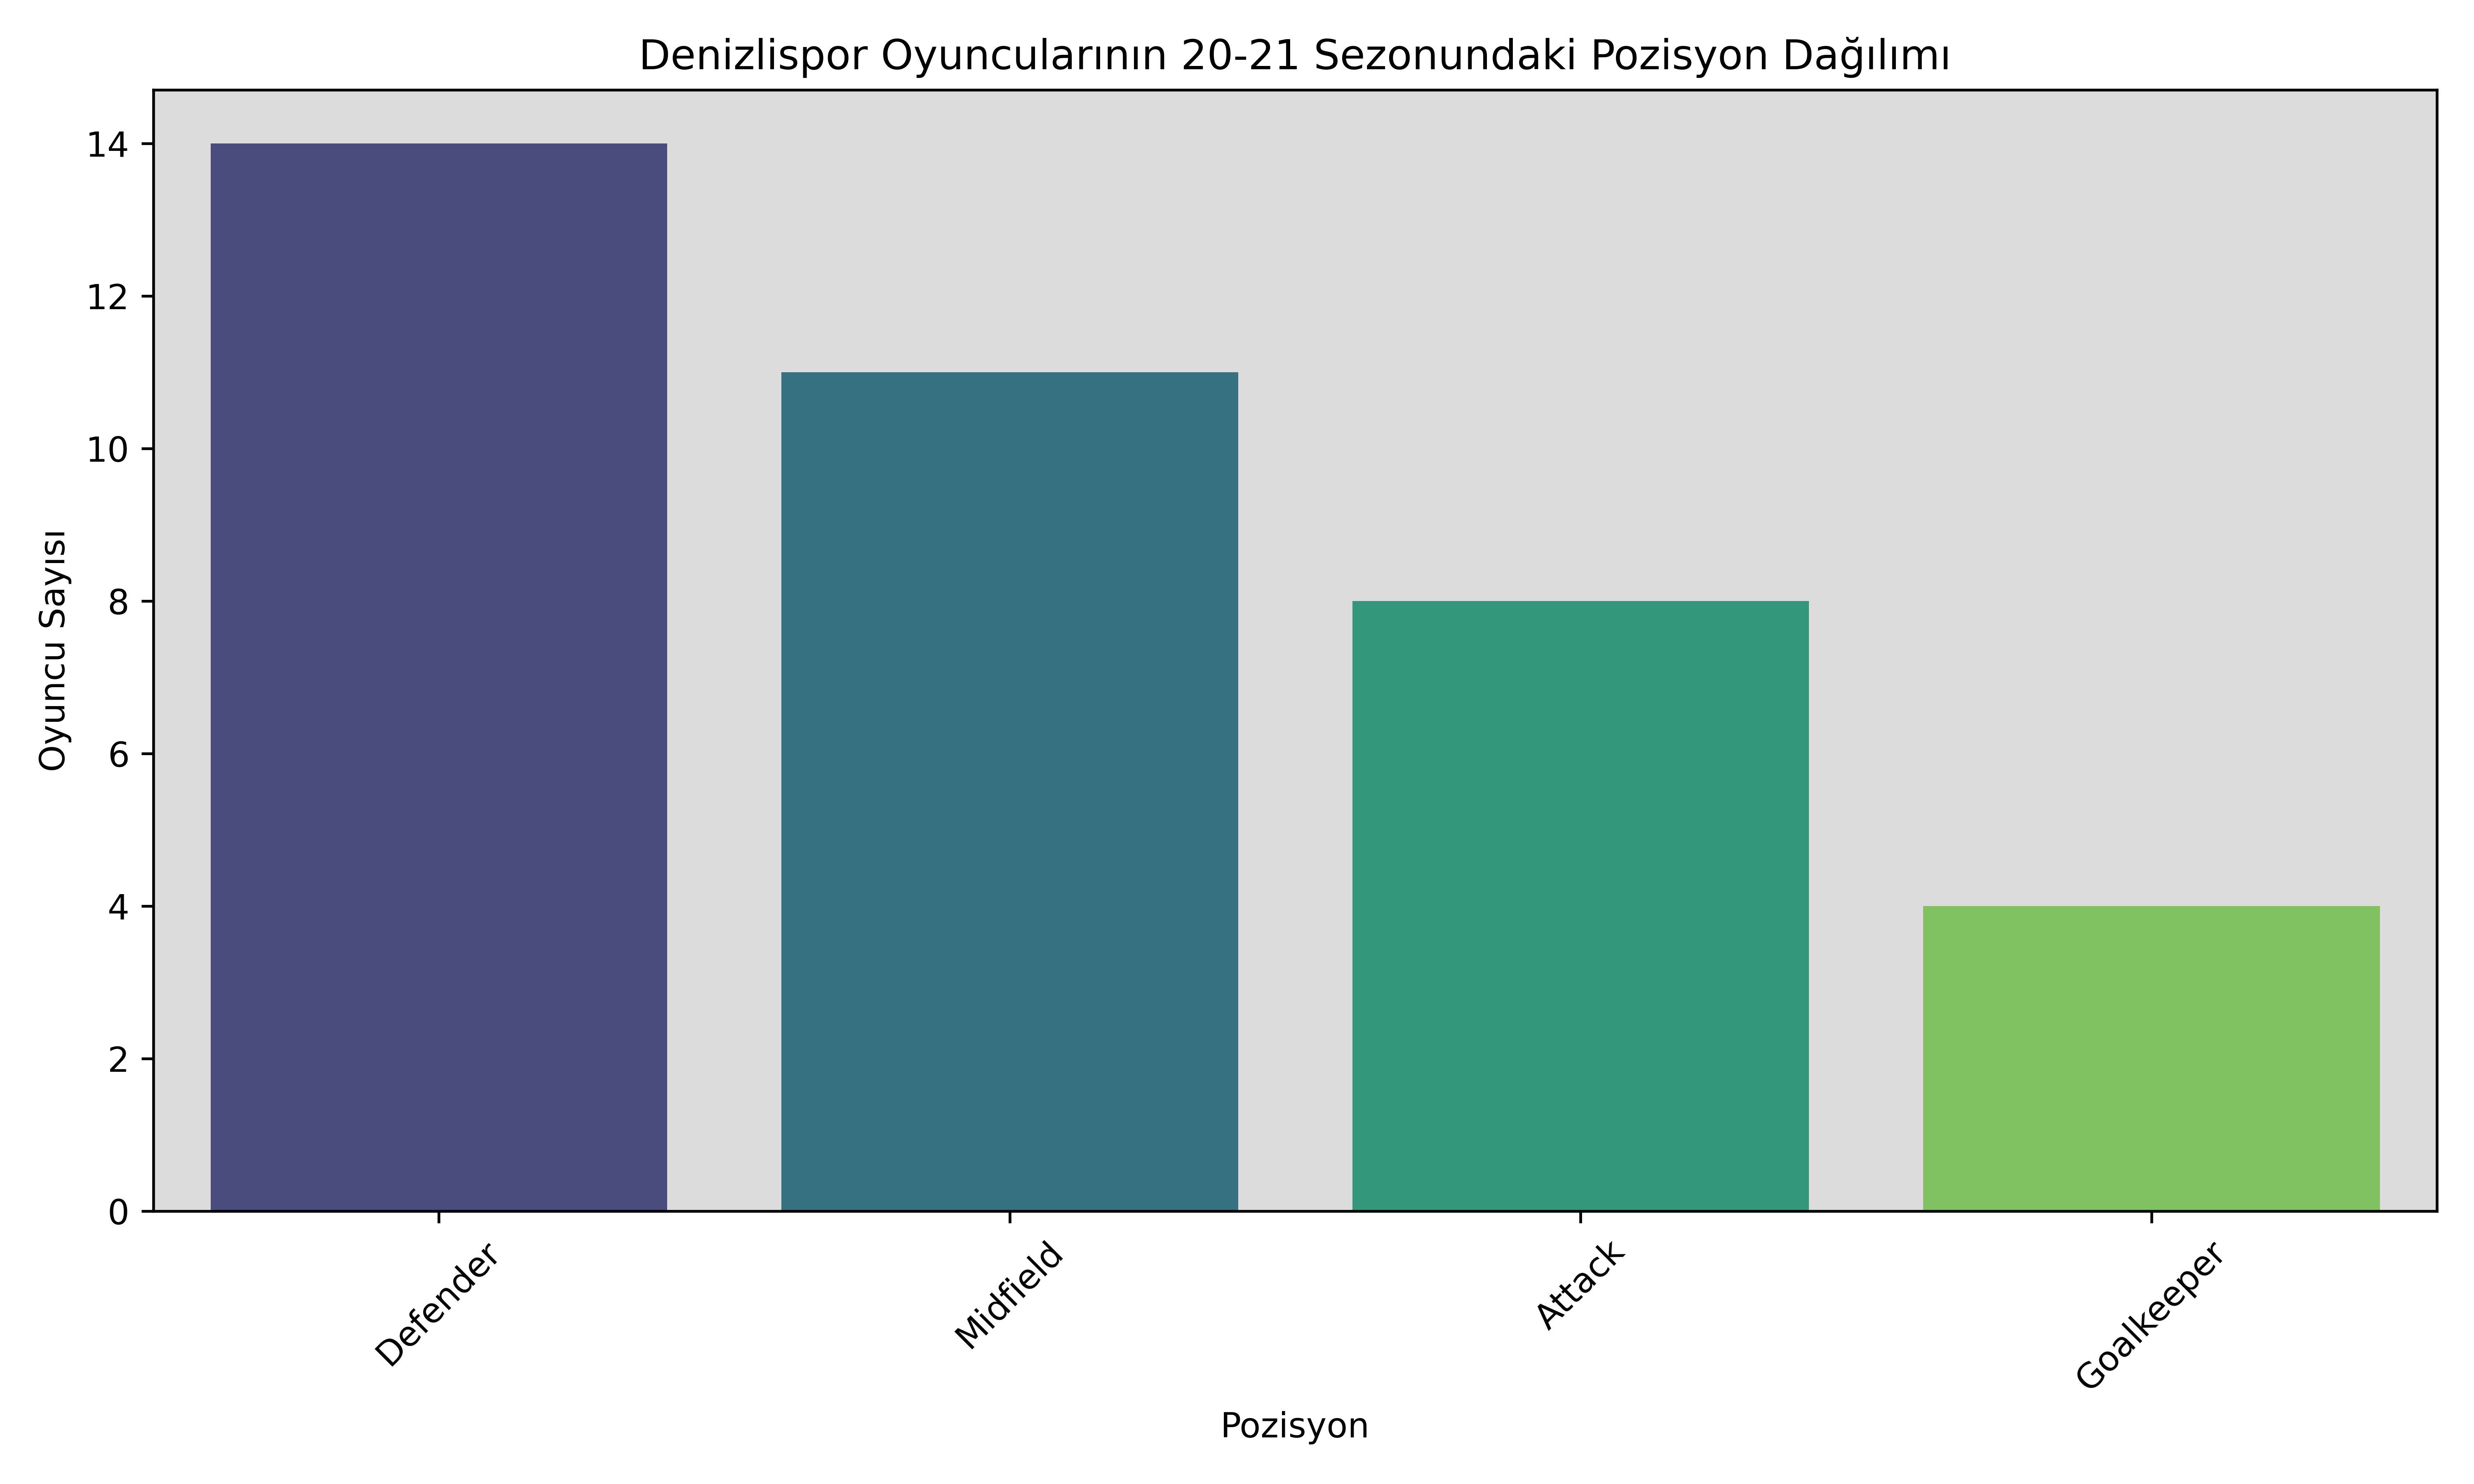 Denizlispor Oyuncularının 20-21 Sezonundaki Pozisyon Dağılımı
Oyuncu Sayısı
14
12
10
8
6
4
2
0
Defender
Midfield
Attack
Goalkeeper
Pozisyon